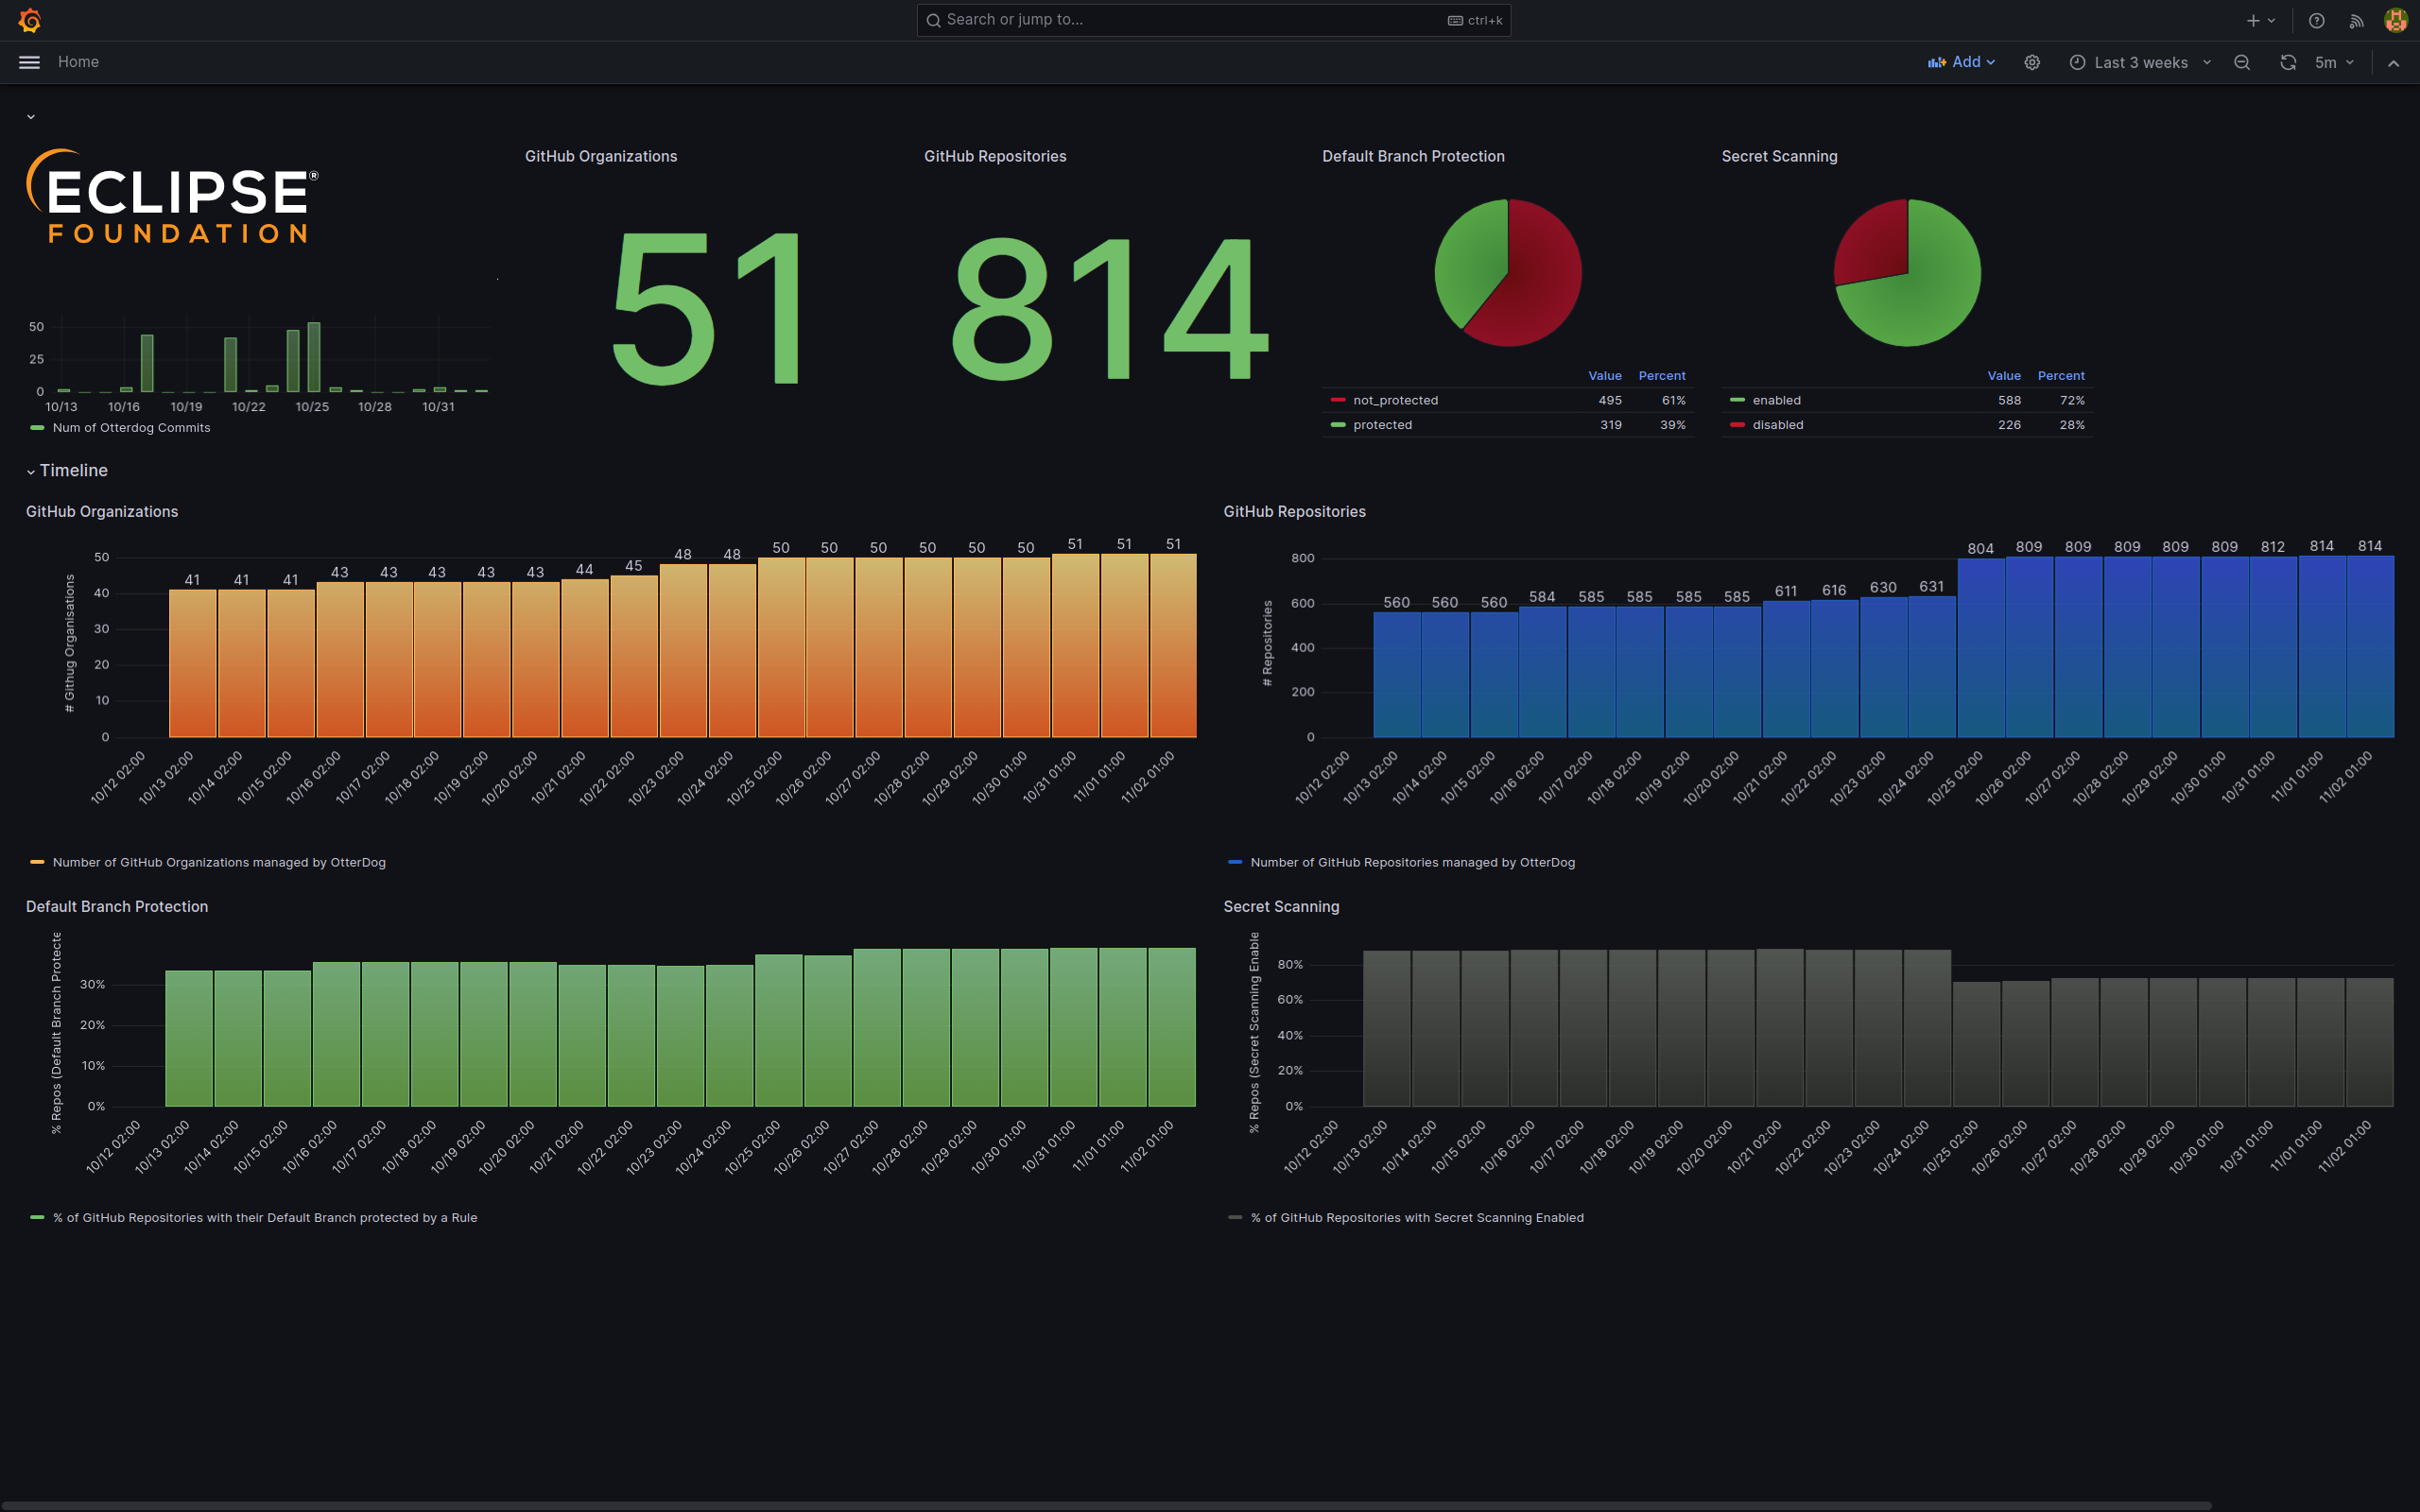 Search or jump to...
ctrl+k
Home
Add
Last 3 weeks
5m
ECLIPSE®
FOUNDATION
50
25
0
10/13 10/16 10/19 10/22 10/25 10/28 10/31
Num of Otterdog Commits
GitHub Organizations
51
GitHub Repositories
814
Default Branch Protection
Value Percent
not_protected 495 61%
protected 319 39%
Secret Scanning
Value Percent
enabled 588 72%
disabled 226 28%
Timeline
GitHub Organizations
# Githug Organisations
50
40
30
20
10
0
41 41 41 43 43 43 43 43 44 45 48 48 50 50 50 50 50 50 51 51 51
10/12 02:00 10/13 02:00 10/14 02:00 10/15 02:00 10/16 02:00 10/17 02:00 10/18 02:00 10/19 02:00 10/20 02:00 10/21 02:00 10/22 02:00 10/23 02:00 10/24 02:00 10/25 02:00 10/26 02:00 10/27 02:00 10/28 02:00 10/29 02:00 10/30 01:00 10/31 01:00 11/01 01:00 11/02 01:00
Number of GitHub Organizations managed by OtterDog
GitHub Repositories
# Repositories
800
600
400
200
0
560 560 560 584 585 585 585 585 611 616 630 631 804 809 809 809 809 809 812 814 814
10/12 02:00 10/13 02:00 10/14 02:00 10/15 02:00 10/16 02:00 10/17 02:00 10/18 02:00 10/19 02:00 10/20 02:00 10/21 02:00 10/22 02:00 10/23 02:00 10/24 02:00 10/25 02:00 10/26 02:00 10/27 02:00 10/28 02:00 10/29 02:00 10/30 01:00 10/31 01:00 11/01 01:00 11/02 01:00
Number of GitHub Repositories managed by OtterDog
Default Branch Protection
% Repos (Default Branch Protecte
30%
20%
10%
0%
10/12 02:00 10/13 02:00 10/14 02:00 10/15 02:00 10/16 02:00 10/17 02:00 10/18 02:00 10/19 02:00 10/20 02:00 10/21 02:00 10/22 02:00 10/23 02:00 10/24 02:00 10/25 02:00 10/26 02:00 10/27 02:00 10/28 02:00 10/29 02:00 10/30 01:00 10/31 01:00 11/01 01:00 11/02 01:00
% of GitHub Repositories with their Default Branch protected by a Rule
Secret Scanning
% Repos (Secret Scanning Enable
80%
60%
40%
20%
0%
10/12 02:00 10/13 02:00 10/14 02:00 10/15 02:00 10/16 02:00 10/17 02:00 10/18 02:00 10/19 02:00 10/20 02:00 10/21 02:00 10/22 02:00 10/23 02:00 10/24 02:00 10/25 02:00 10/26 02:00 10/27 02:00 10/28 02:00 10/29 02:00 10/30 01:00 10/31 01:00 11/01 01:00 11/02 01:00
% of GitHub Repositories with Secret Scanning Enabled